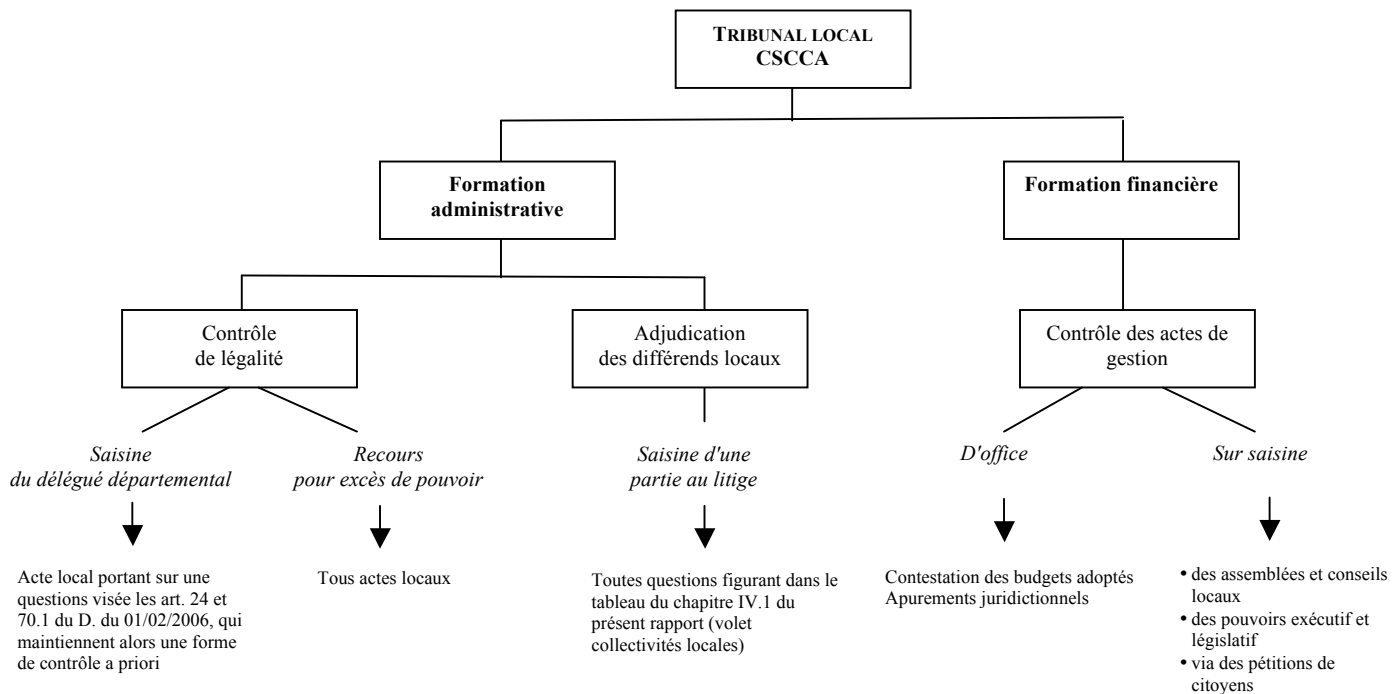 TRIBUNAL LOCAL
CSCCA
Formation
administrative
Formation financière
Contrôle
de légalité
Adjudication
des différends locaux
Contrôle des actes de
gestion
Saisine
du délégué départemental
Recours
pour excès de pouvoir
Saisine d'une
partie au litige
D'office
Sur saisine
Acte local portant sur une
questions visée les art. 24 et
70.1 du D. du 01/02/2006, qui
maintiennent alors une forme
de contrôle a priori
Tous actes locaux
Toutes questions figurant dans le
tableau du chapitre IV.1 du
présent rapport (volet
collectivités locales)
Contestation des budgets adoptés
Apurements juridictionnels
• des assemblées et conseils
locaux
• des pouvoirs exécutif et
législatif
• via des pétitions de
citoyens